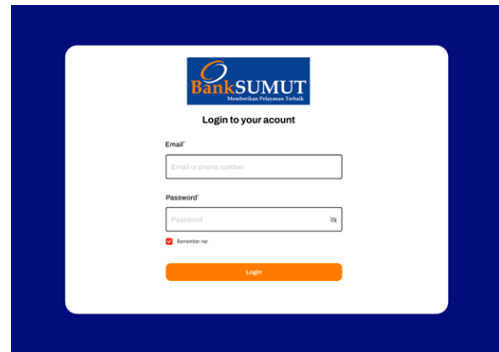 BankSUMUT
Memberikan Pelayanan Terbaik
Login to your acount
Email*
Email or phone number
Password*
Password
Remember me
Login